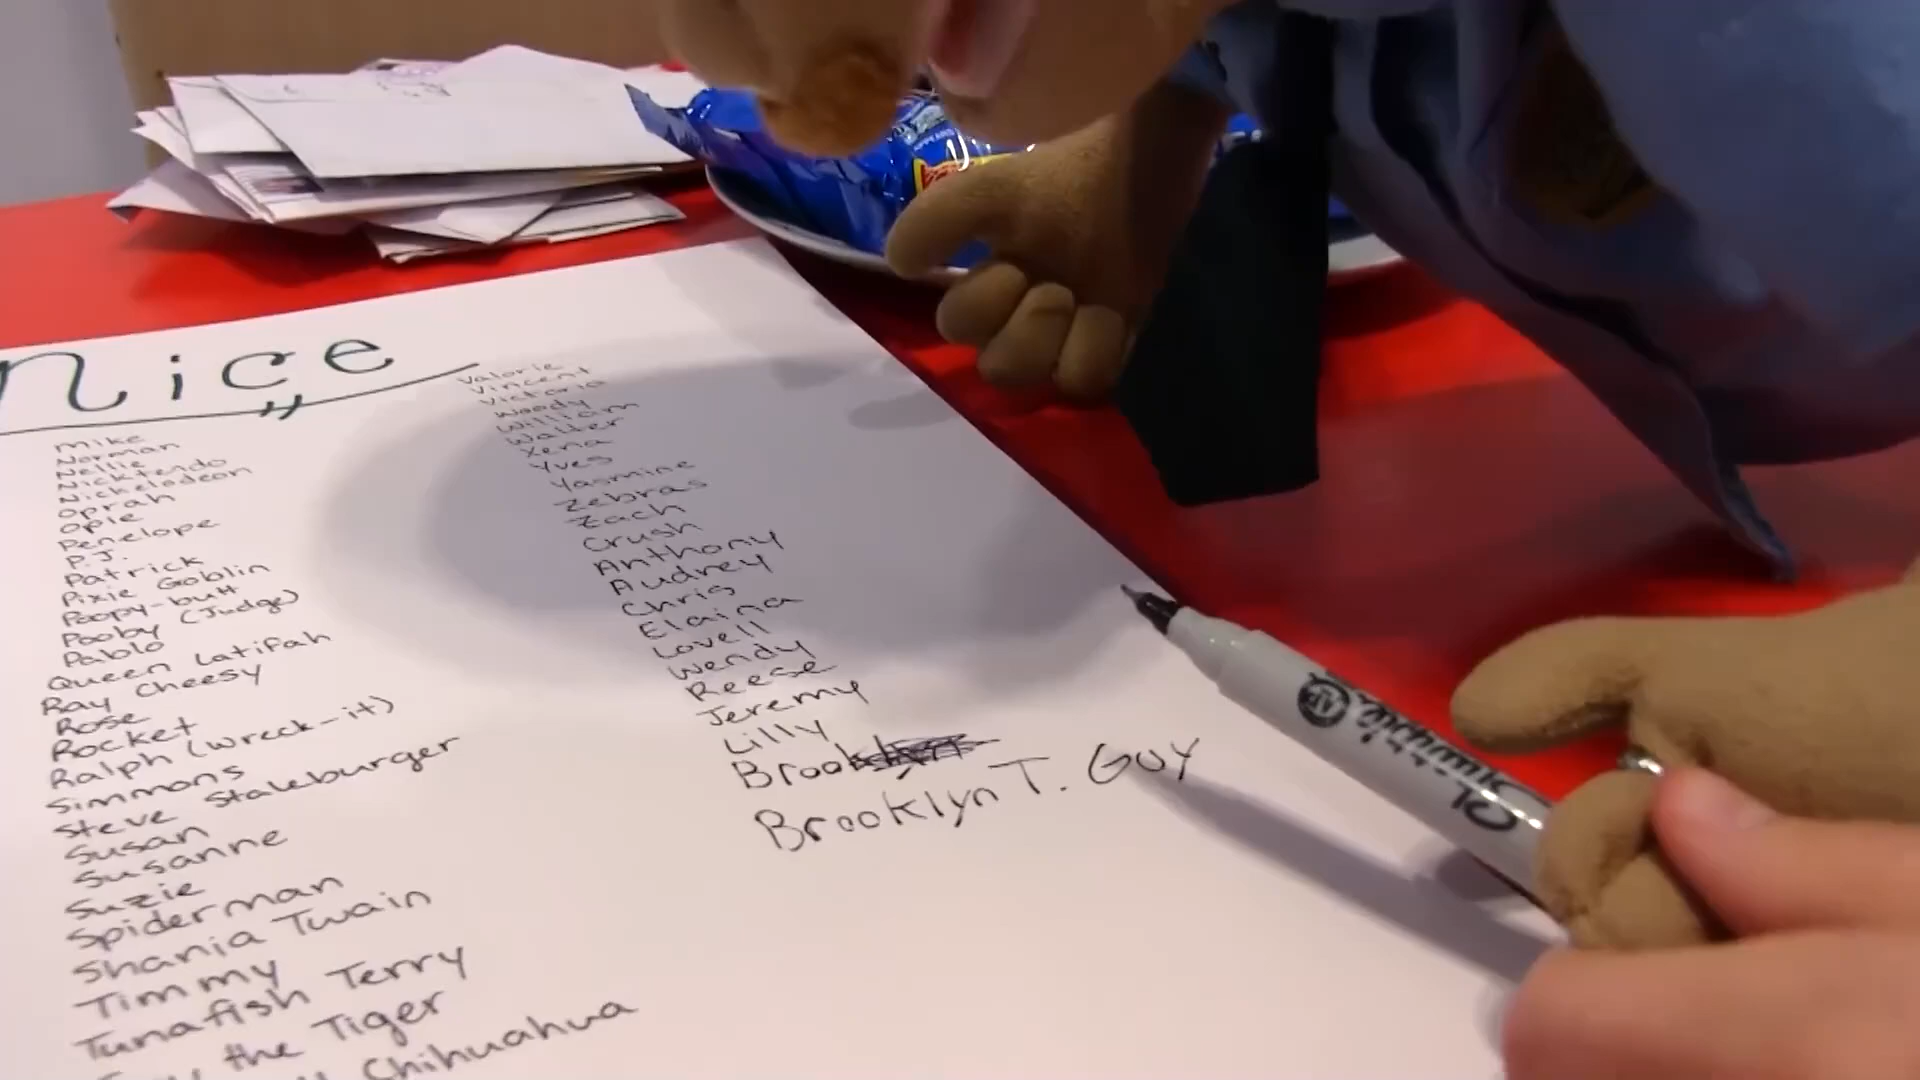 Nice
Mike
Norman
Nellie
Nicktendo
Nickelodeon
Oprah
Opie
Penelope
P.J.
Patrick
Pixie Goblin
Poopy-butt
Pooby (Judge)
Pablo
Queen Latifah
Ray Cheesy
Rose
Rocket
Ralph (Wreck-it)
Simmons
Steve Staleburger
Susan
Susanne
Suzie
Spiderman
Shania Twain
Timmy
Tunafish Terry
the Tiger
Chihuahua
Valorie
Vincent
Victoria
Woody
William
Walter
Xena
Yves
Yasmine
Zebras
Zach
Crush
Anthony
Audrey
Chris
Elaina
Lovell
Wendy
Reese
Jeremy
Lilly
Broo
Brooklyn T. Guy
AP
Sharpie